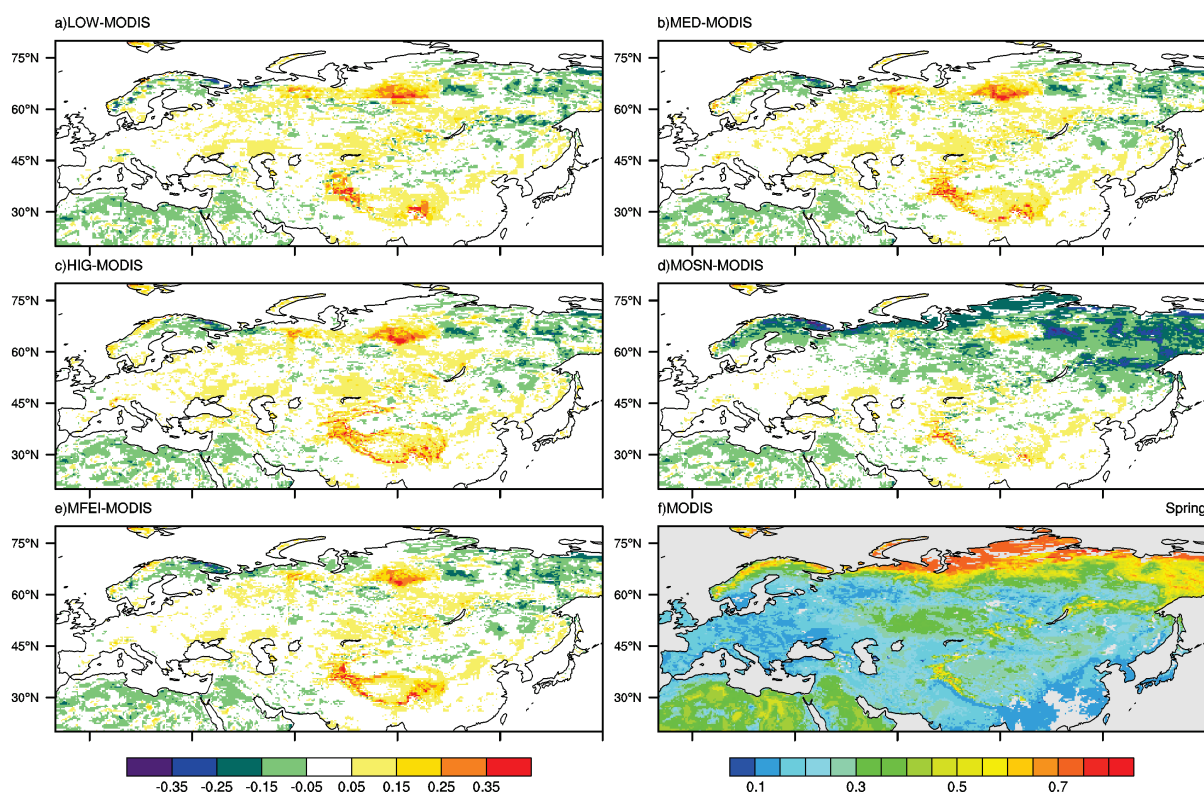 a)LOW-MODIS
b)MED-MODIS
75°N
60°N
45°N
30°N
75°N
60°N
45°N
30°N
c)HIG-MODIS
d)MOSN-MODIS
75°N
60°N
45°N
30°N
75°N
60°N
45°N
30°N
e)MFEI-MODIS
f)MODIS Spring
75°N
60°N
45°N
30°N
75°N
60°N
45°N
30°N
-0.35 -0.25 -0.15 -0.05 0.05 0.15 0.25 0.35
0.1 0.3 0.5 0.7